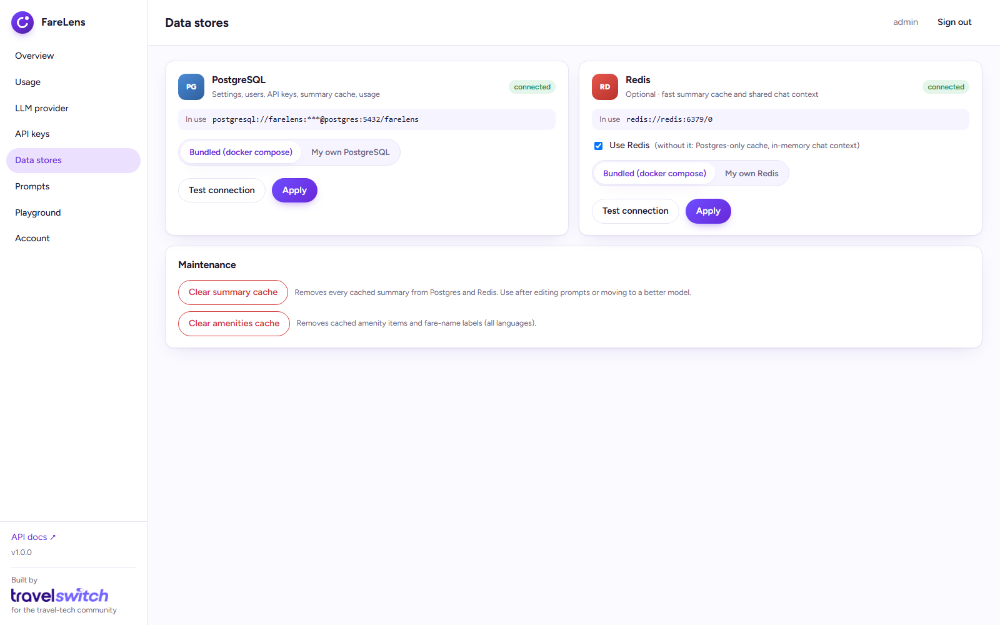 FareLens
Overview
Usage
LLM provider
API keys
Data stores
Prompts
Playground
Account
API docs ↗
v1.0.0
Built by
travelswitch
for the travel-tech community
Data stores
admin
Sign out
PG
PostgreSQL
Settings, users, API keys, summary cache, usage
connected
In use postgresql://farelens:***@postgres:5432/farelens
Bundled (docker compose)
My own PostgreSQL
Test connection
Apply
RD
Redis
Optional · fast summary cache and shared chat context
connected
In use redis://redis:6379/0
Use Redis (without it: Postgres-only cache, in-memory chat context)
Bundled (docker compose)
My own Redis
Test connection
Apply
Maintenance
Clear summary cache
Removes every cached summary from Postgres and Redis. Use after editing prompts or moving to a better model.
Clear amenities cache
Removes cached amenity items and fare-name labels (all languages).